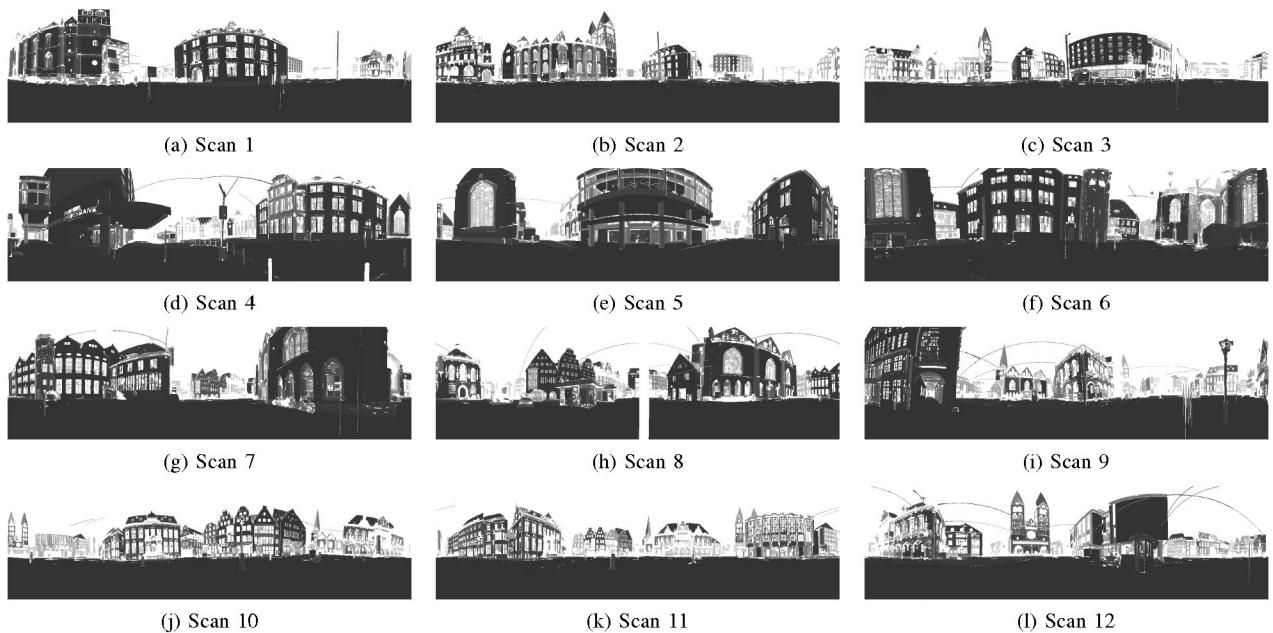 (a) Scan 1
(b) Scan 2
(c) Scan 3
(d) Scan 4
(e) Scan 5
(f) Scan 6
(g) Scan 7
(h) Scan 8
(i) Scan 9
(j) Scan 10
(k) Scan 11
(l) Scan 12